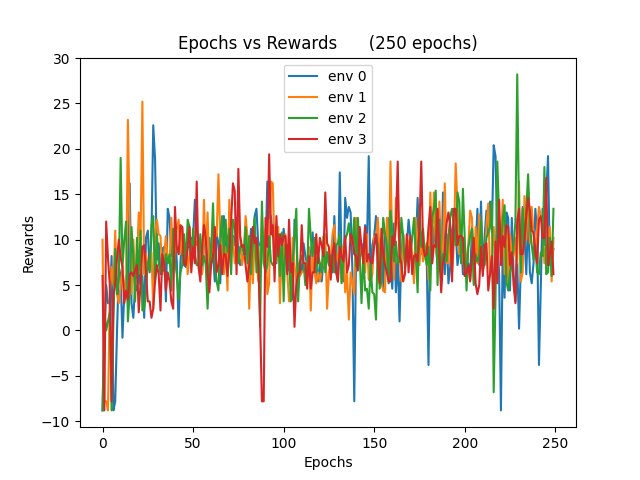 Epochs vs Rewards (250 epochs)
30
25
20
15
10
5
0
−5
−10
Rewards
env 0
env 1
env 2
env 3
0 50 100 150 200 250
Epochs